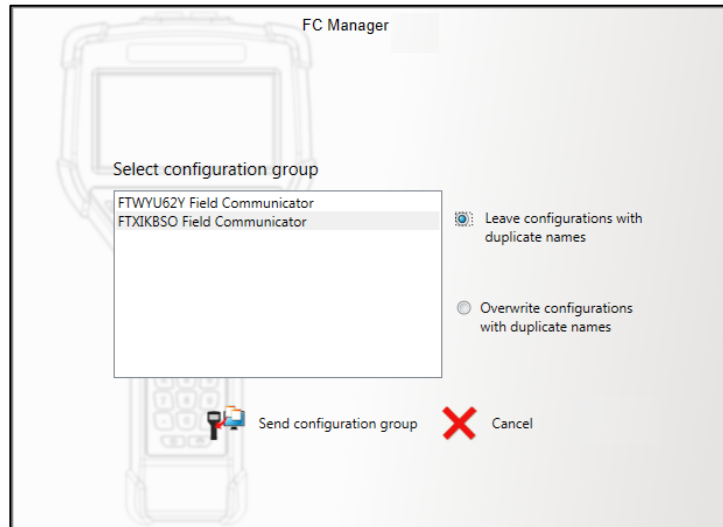 FC Manager
Select configuration group
FTWYU62Y Field Communicator
FTXIKBSO Field Communicator
Leave configurations with
duplicate names
Overwrite configurations
with duplicate names
Send configuration group
Cancel